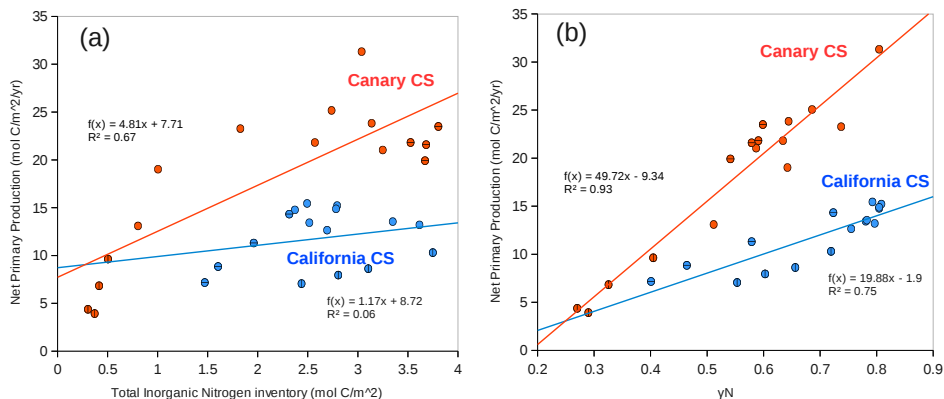 (a)
Canary CS
f(x) = 4.81x + 7.71
R² = 0.67
California CS
f(x) = 1.17x + 8.72
R² = 0.06
Net Primary Production (mol C/m^2/yr)
35
30
25
20
15
10
5
0
0 0.5 1 1.5 2 2.5 3 3.5 4
Total Inorganic Nitrogen inventory (mol C/m^2)
(b)
Canary CS
f(x) = 49.72x - 9.34
R² = 0.93
California CS
f(x) = 19.88x - 1.9
R² = 0.75
Net Primary Production (mol C/m^2/yr)
35
30
25
20
15
10
5
0
0.2 0.3 0.4 0.5 0.6 0.7 0.8 0.9
γN